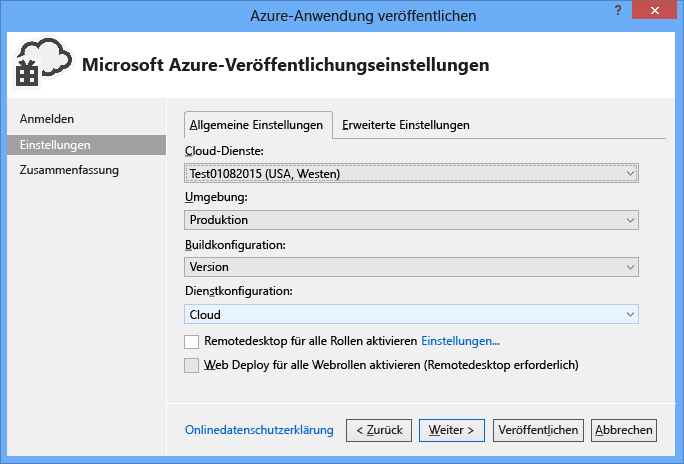 Azure-Anwendung veröffentlichen
? ×
Microsoft Azure-Veröffentlichungseinstellungen
Anmelden
Einstellungen
Zusammenfassung
Allgemeine Einstellungen Erweiterte Einstellungen
Cloud-Dienste:
Test01082015 (USA, Westen)
Umgebung:
Produktion
Buildkonfiguration:
Version
Dienstkonfiguration:
Cloud
Remotedesktop für alle Rollen aktivieren Einstellungen...
Web Deploy für alle Webrollen aktivieren (Remotedesktop erforderlich)
Onlinedatenschutzerklärung < Zurück Weiter > Veröffentlichen Abbrechen